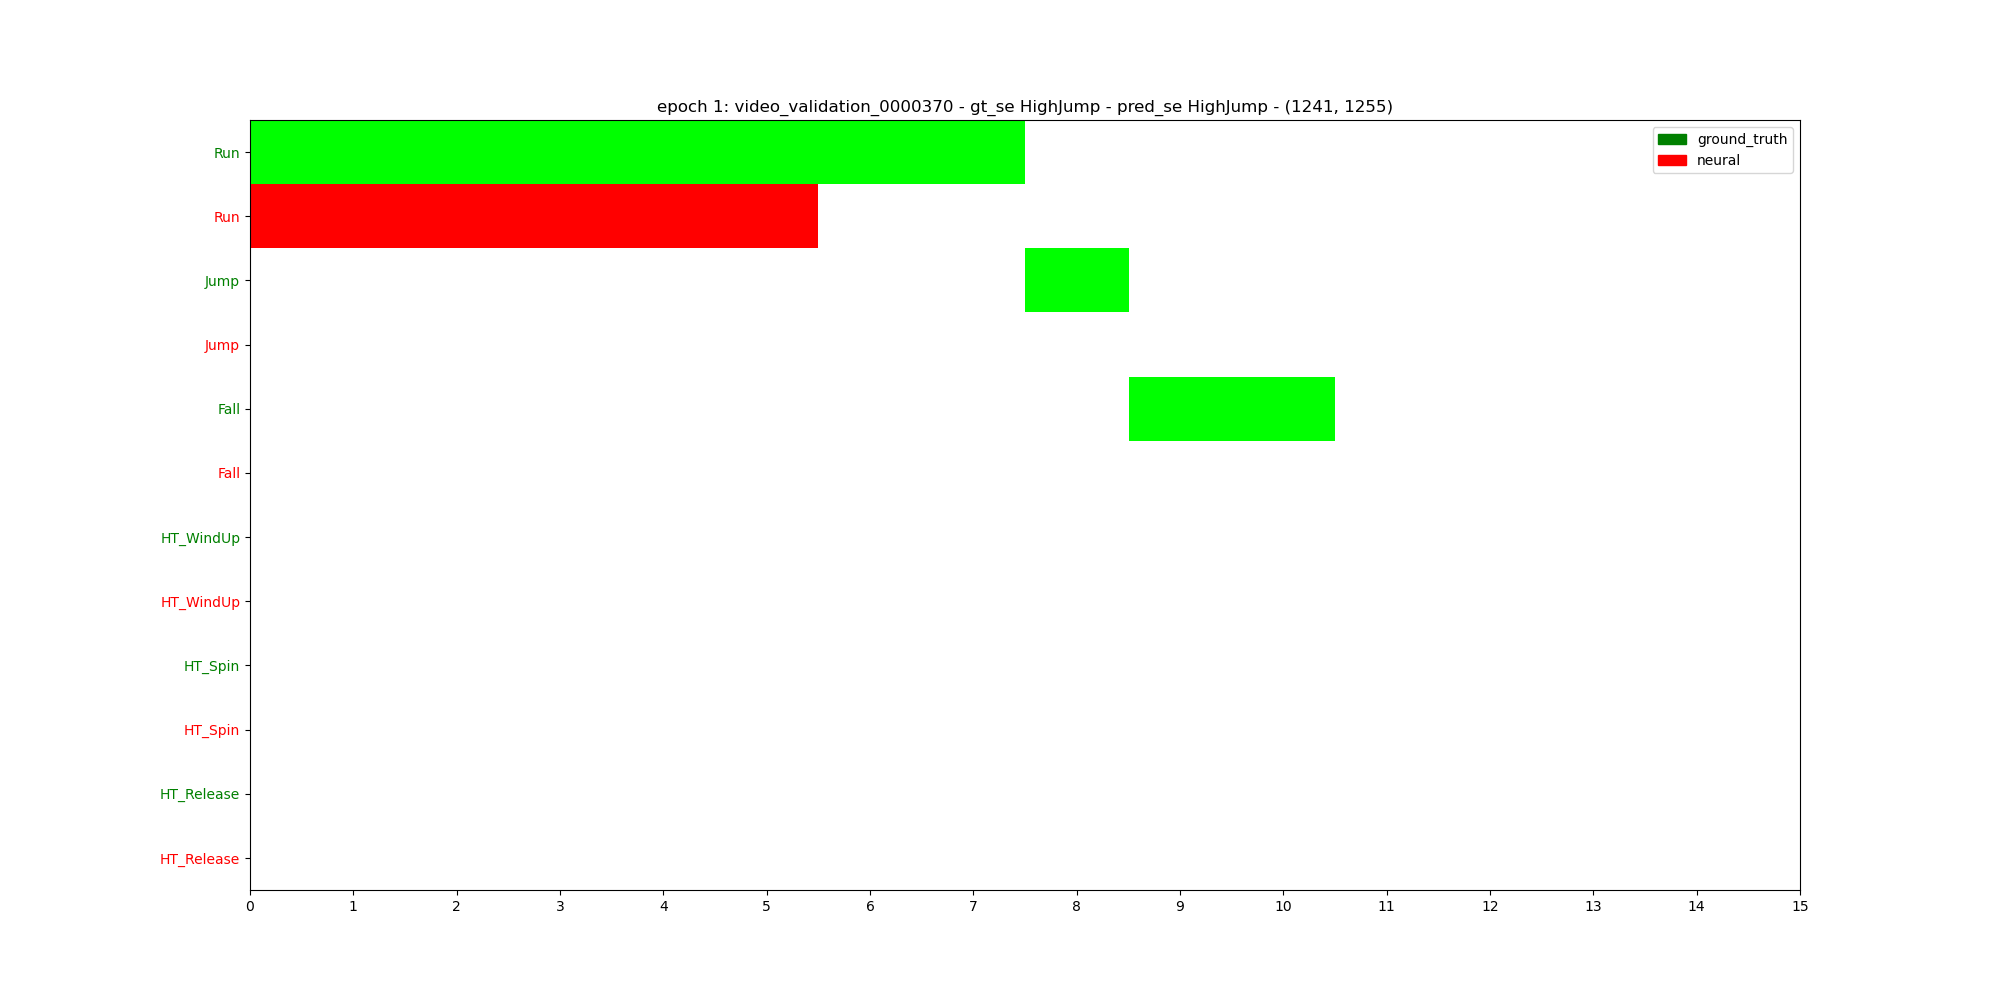 epoch 1: video_validation_0000370 - gt_se HighJump - pred_se HighJump - (1241, 1255)
ground_truth
neural
Run
Run
Jump
Jump
Fall
Fall
HT_WindUp
HT_WindUp
HT_Spin
HT_Spin
HT_Release
HT_Release
0 1 2 3 4 5 6 7 8 9 10 11 12 13 14 15